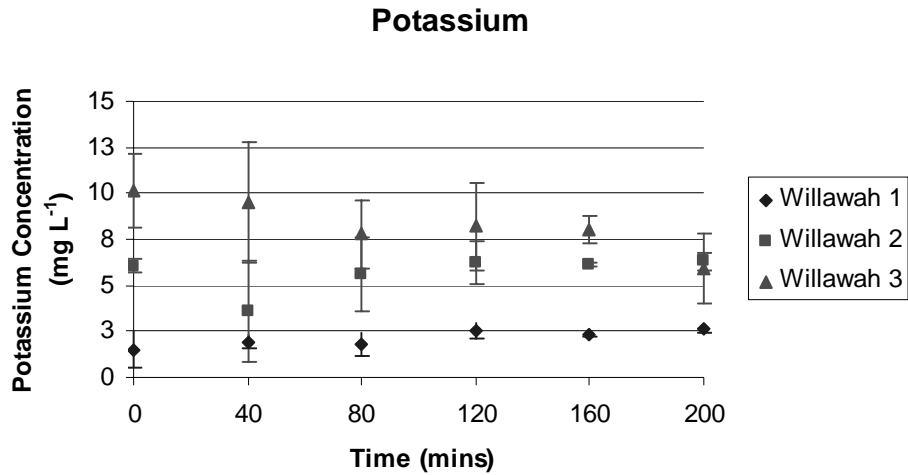 Potassium
Potassium Concentration
(mg L⁻¹)
15
13
10
8
5
3
0
0 40 80 120 160 200
Time (mins)
Willawah 1
Willawah 2
Willawah 3